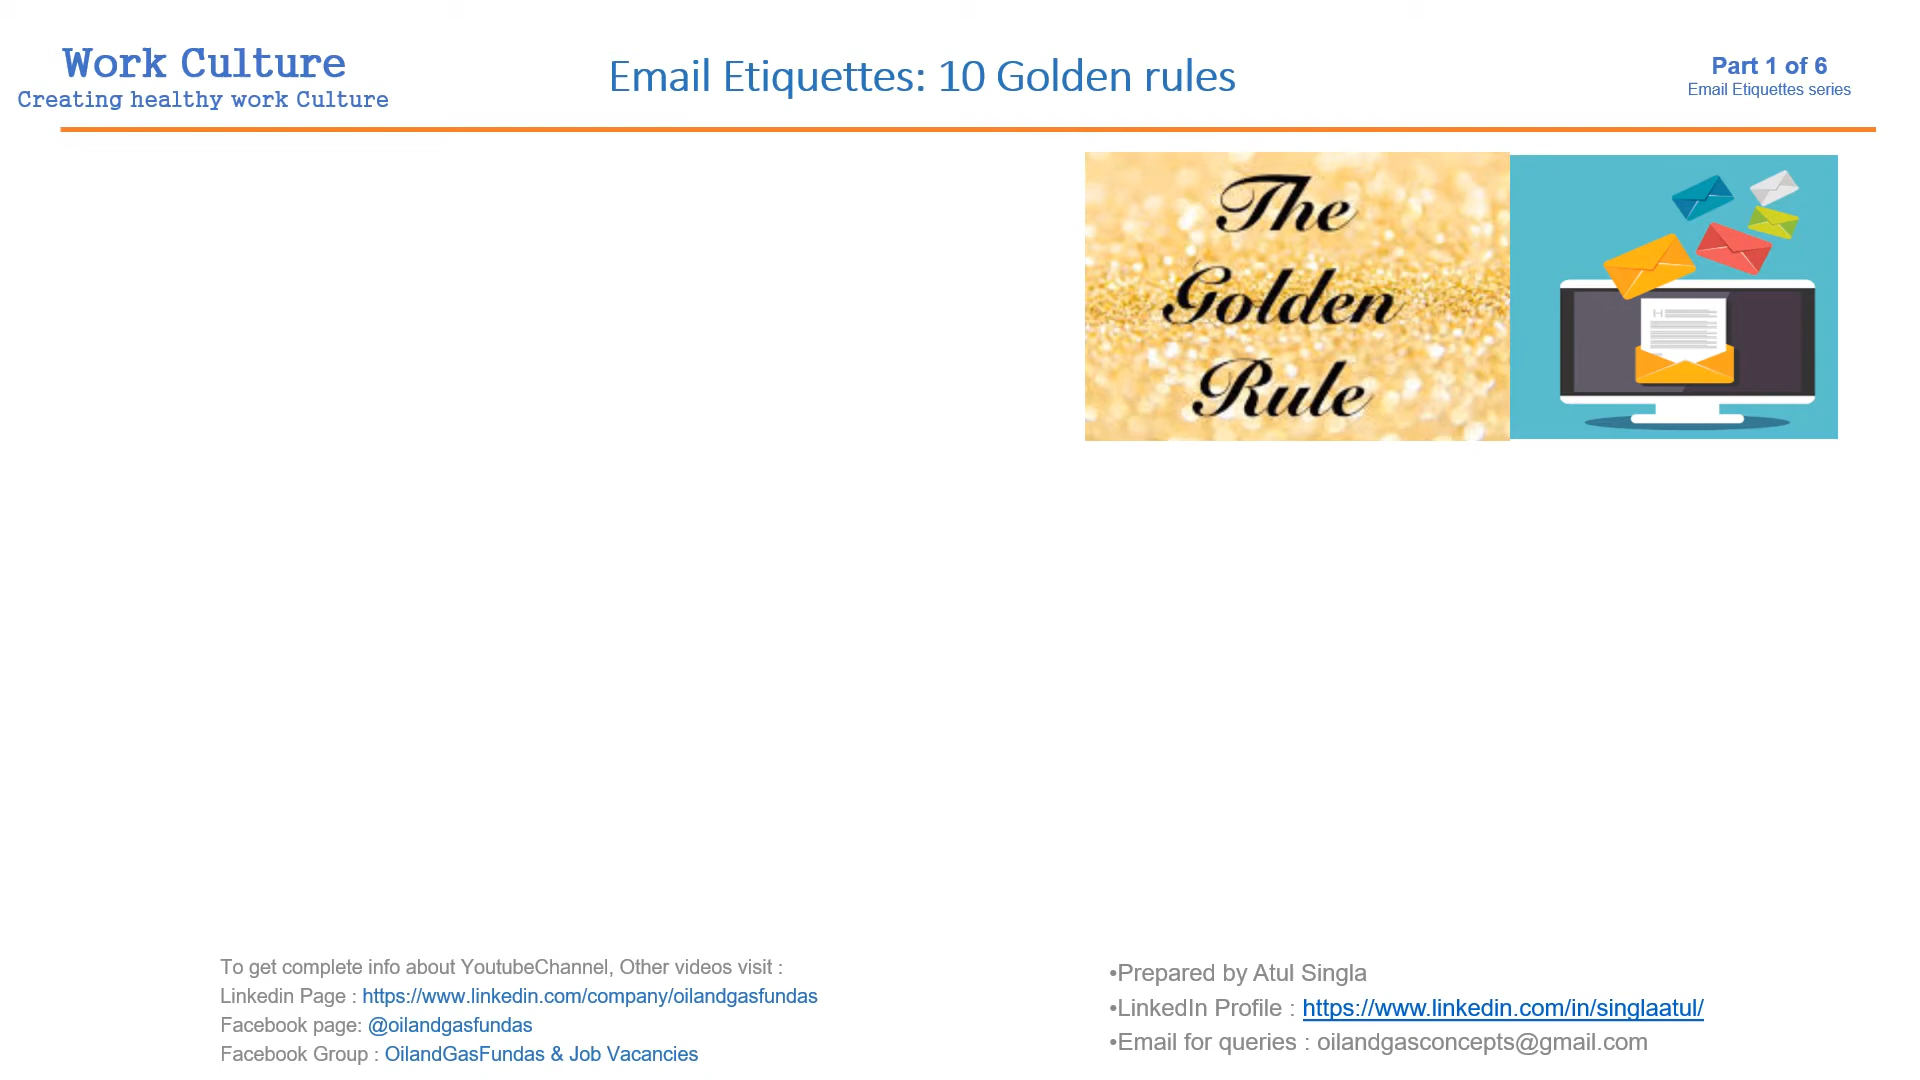 Work Culture
Creating healthy work Culture
Email Etiquettes: 10 Golden rules
Part 1 of 6
Email Etiquettes series
The
Golden
Rule
H
To get complete info about YoutubeChannel, Other videos visit :
Linkedin Page : https://www.linkedin.com/company/oilandgasfundas
Facebook page: @oilandgasfundas
Facebook Group : OilandGasFundas & Job Vacancies
•Prepared by Atul Singla
•LinkedIn Profile : https://www.linkedin.com/in/singlaatul/
•Email for queries : oilandgasconcepts@gmail.com